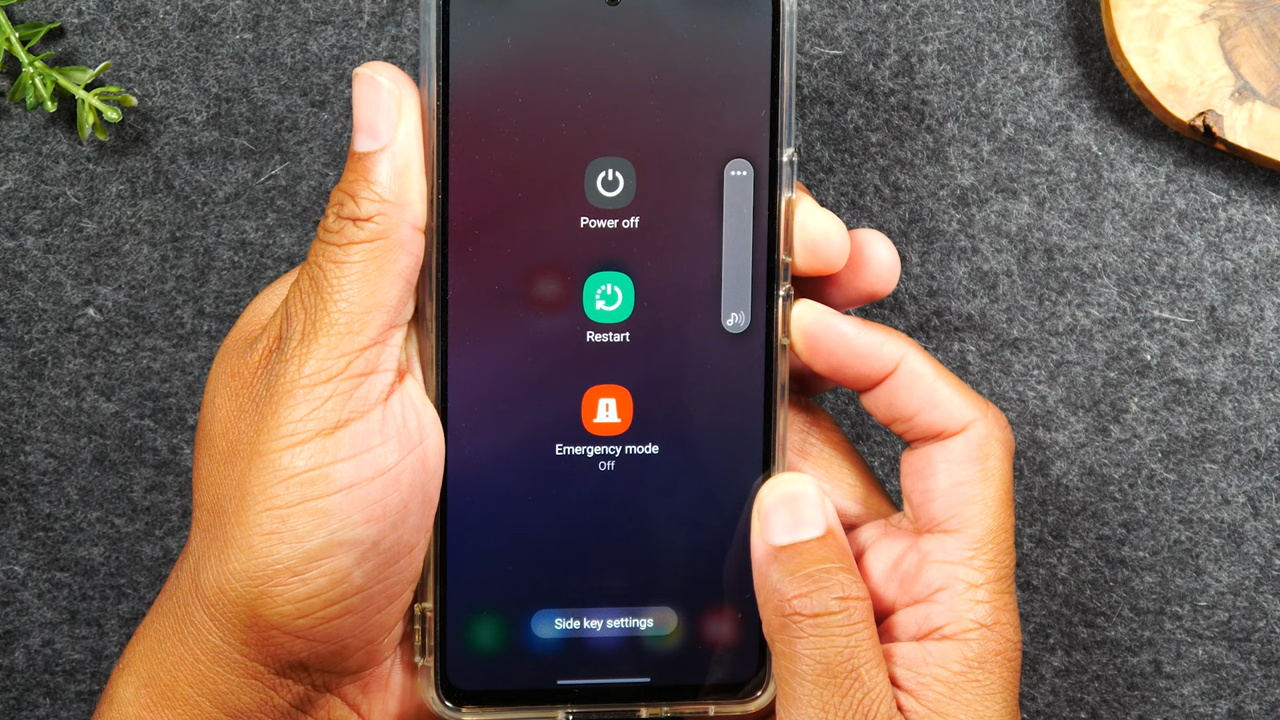 Power off
Restart
Emergency mode
Off
Side key settings